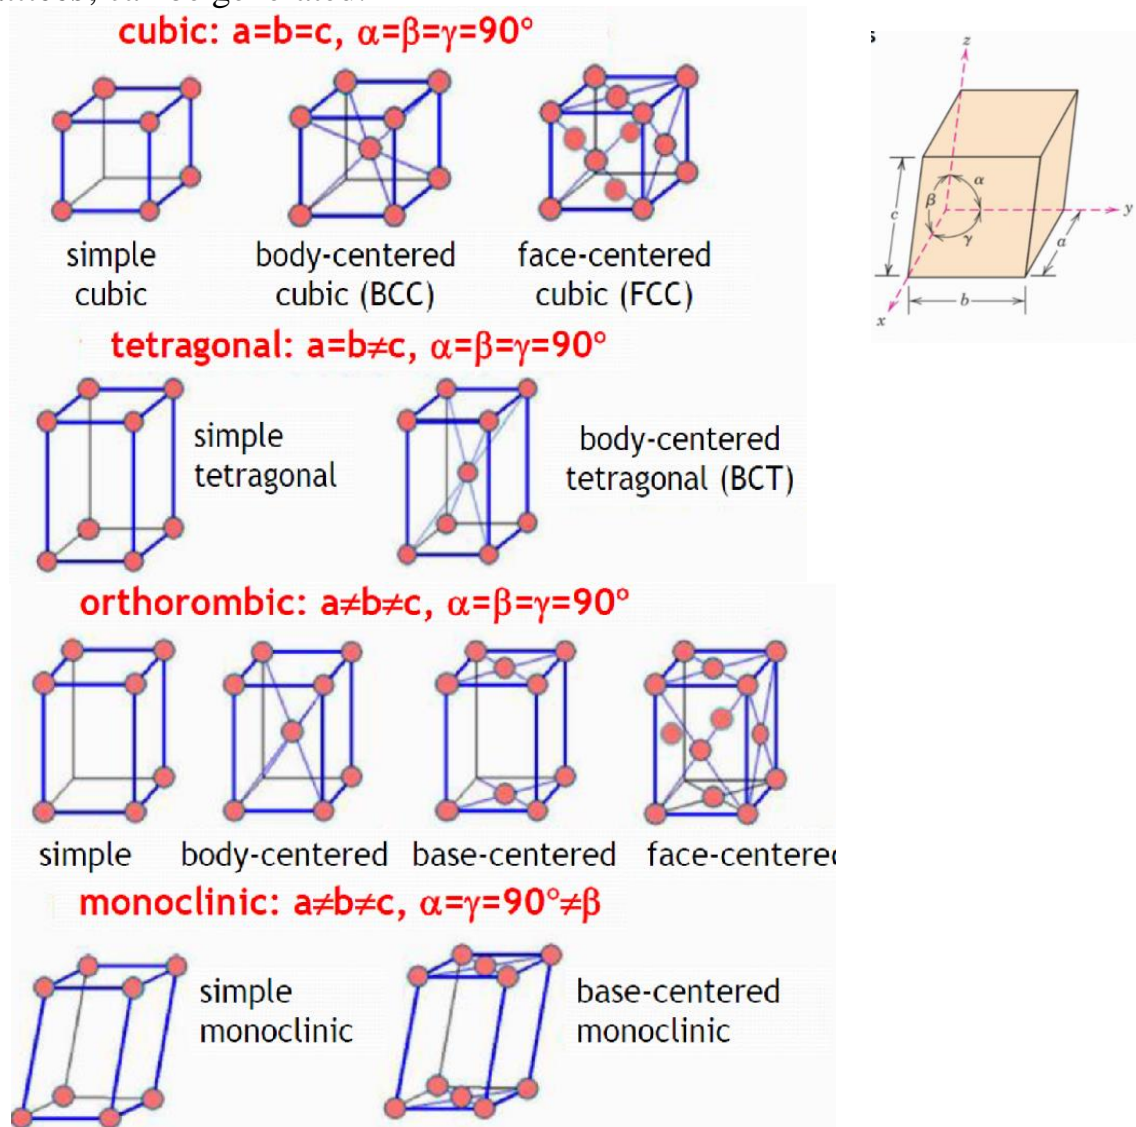 cubic: a=b=c, α=β=γ=90°
simple
cubic
body-centered
cubic (BCC)
face-centered
cubic (FCC)
s
z
α
β
γ
y
c
a
b
x
tetragonal: a=b≠c, α=β=γ=90°
simple
tetragonal
body-centered
tetragonal (BCT)
orthorombic: a≠b≠c, α=β=γ=90°
simple
body-centered
base-centered
face-centered
monoclinic: a≠b≠c, α=γ=90°≠β
simple
monoclinic
base-centered
monoclinic